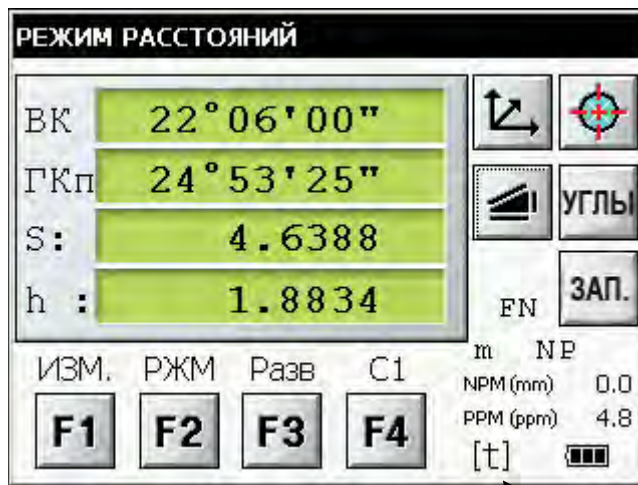 РЕЖИМ РАССТОЯНИЙ
ВК 22°06'00"
ГКп 24°53'25"
S: 4.6388
h : 1.8834
УГЛЫ
ЗАП.
FN
m NP
NPM (mm) 0.0
PPM (ppm) 4.8
[t]
ИЗМ. РЖМ Разв С1
F1 F2 F3 F4